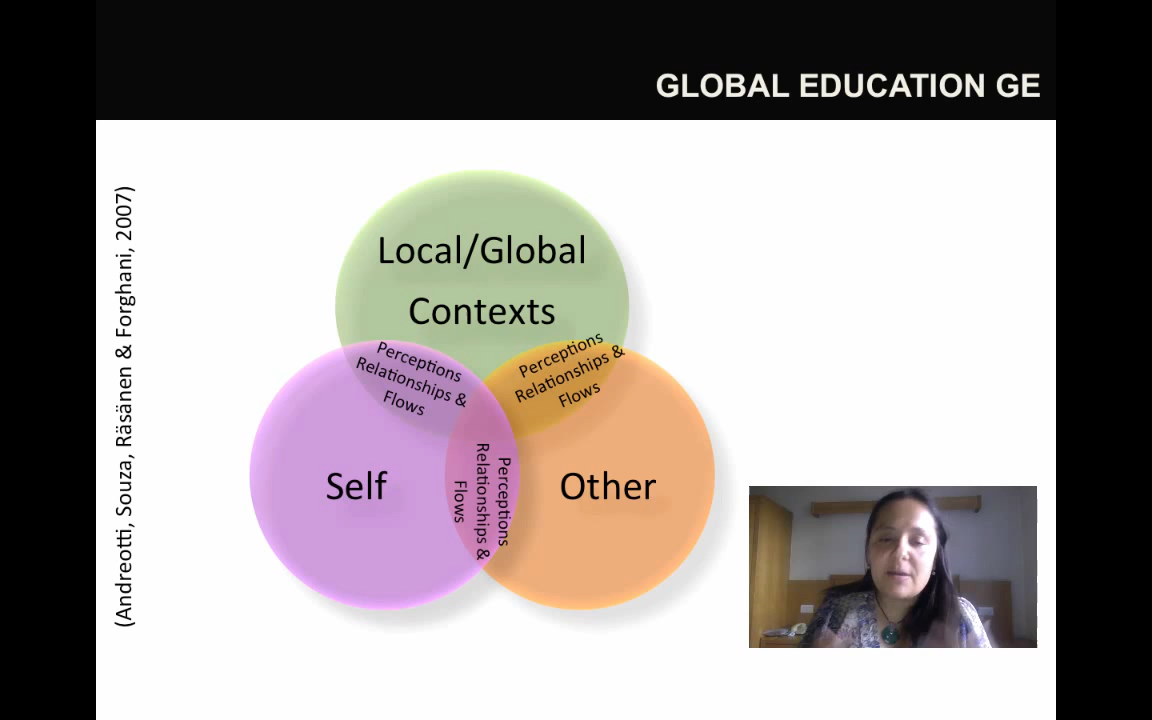 GLOBAL EDUCATION GE
(Andreotti, Souza, Räsänen & Forghani, 2007)
Local/Global
Contexts
Perceptions
Relationships &
Flows
Perceptions
Relationships &
Flows
Self
Perceptions
Relationships &
Flows
Other